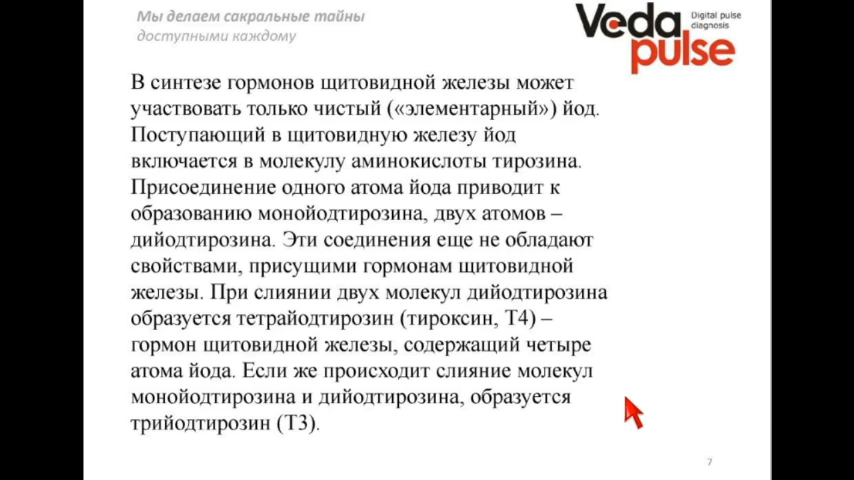 Мы делаем сакральные тайны
доступными каждому
Veda pulse
Digital pulse
diagnosis
В синтезе гормонов щитовидной железы может
участвовать только чистый («элементарный») йод.
Поступающий в щитовидную железу йод
включается в молекулу аминокислоты тирозина.
Присоединение одного атома йода приводит к
образованию монойодтирозина, двух атомов –
дийодтирозина. Эти соединения еще не обладают
свойствами, присущими гормонам щитовидной
железы. При слиянии двух молекул дийодтирозина
образуется тетрайодтирозин (тироксин, Т4) –
гормон щитовидной железы, содержащий четыре
атома йода. Если же происходит слияние молекул
монойодтирозина и дийодтирозина, образуется
трийодтирозин (Т3).
7